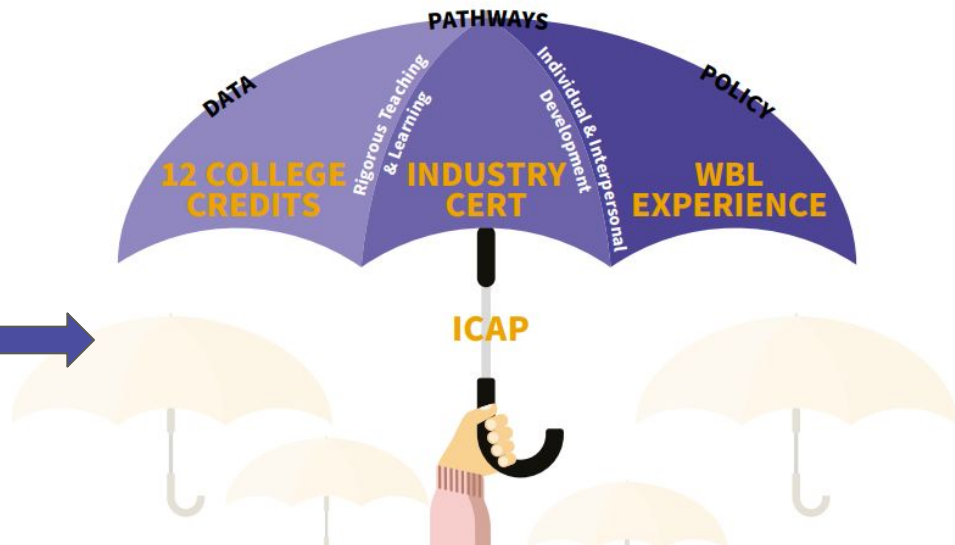 PATHWAYS
DATA
POLICY
Rigorous Teaching
& Learning
Individual & Interpersonal
Development
12 COLLEGE
CREDITS
INDUSTRY
CERT
WBL
EXPERIENCE
ICAP